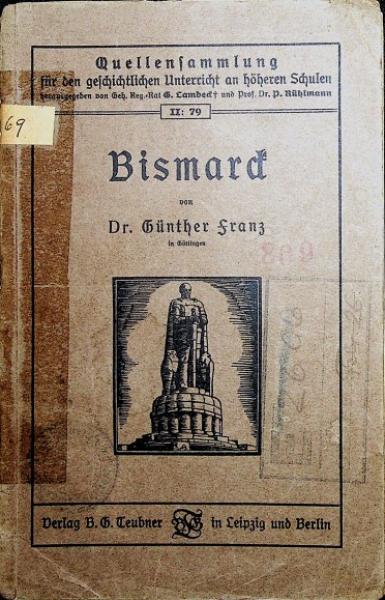 Quellensammlung
für den geschichtlichen Unterricht an höheren Schulen
herausgegeben von Geh. Reg.-Rat G. Lambeck † und Prof. Dr. P. Rühlmann
II: 79
69
Bismarck
von
Dr. Günther Franz
in Göttingen
Verlag B. G. Teubner BGT in Leipzig und Berlin